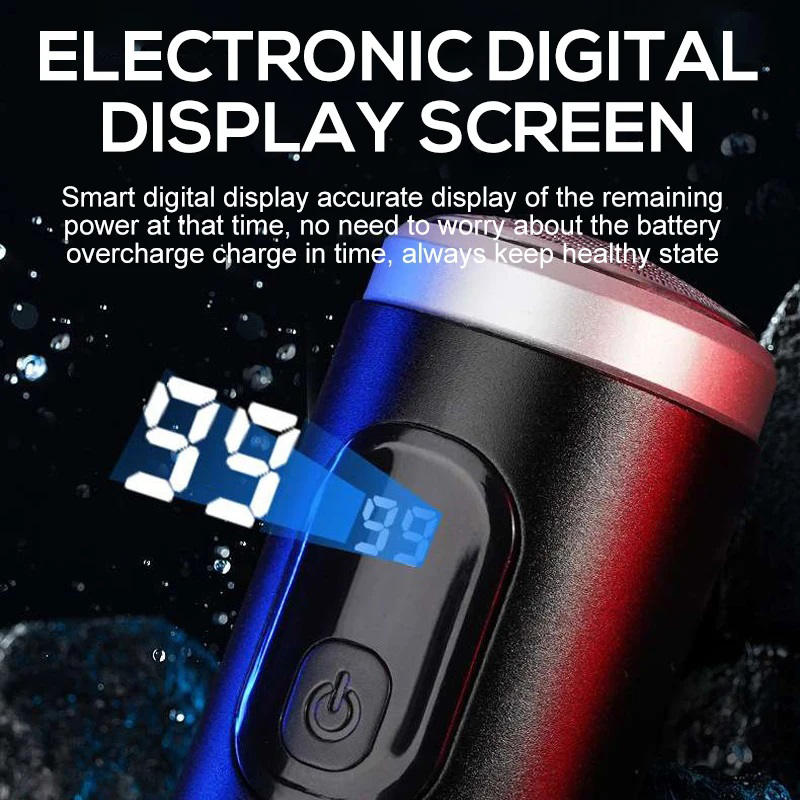 ELECTRONIC DIGITAL
DISPLAY SCREEN
Smart digital display accurate display of the remaining
power at that time, no need to worry about the battery
overcharge charge in time, always keep healthy state
99
99